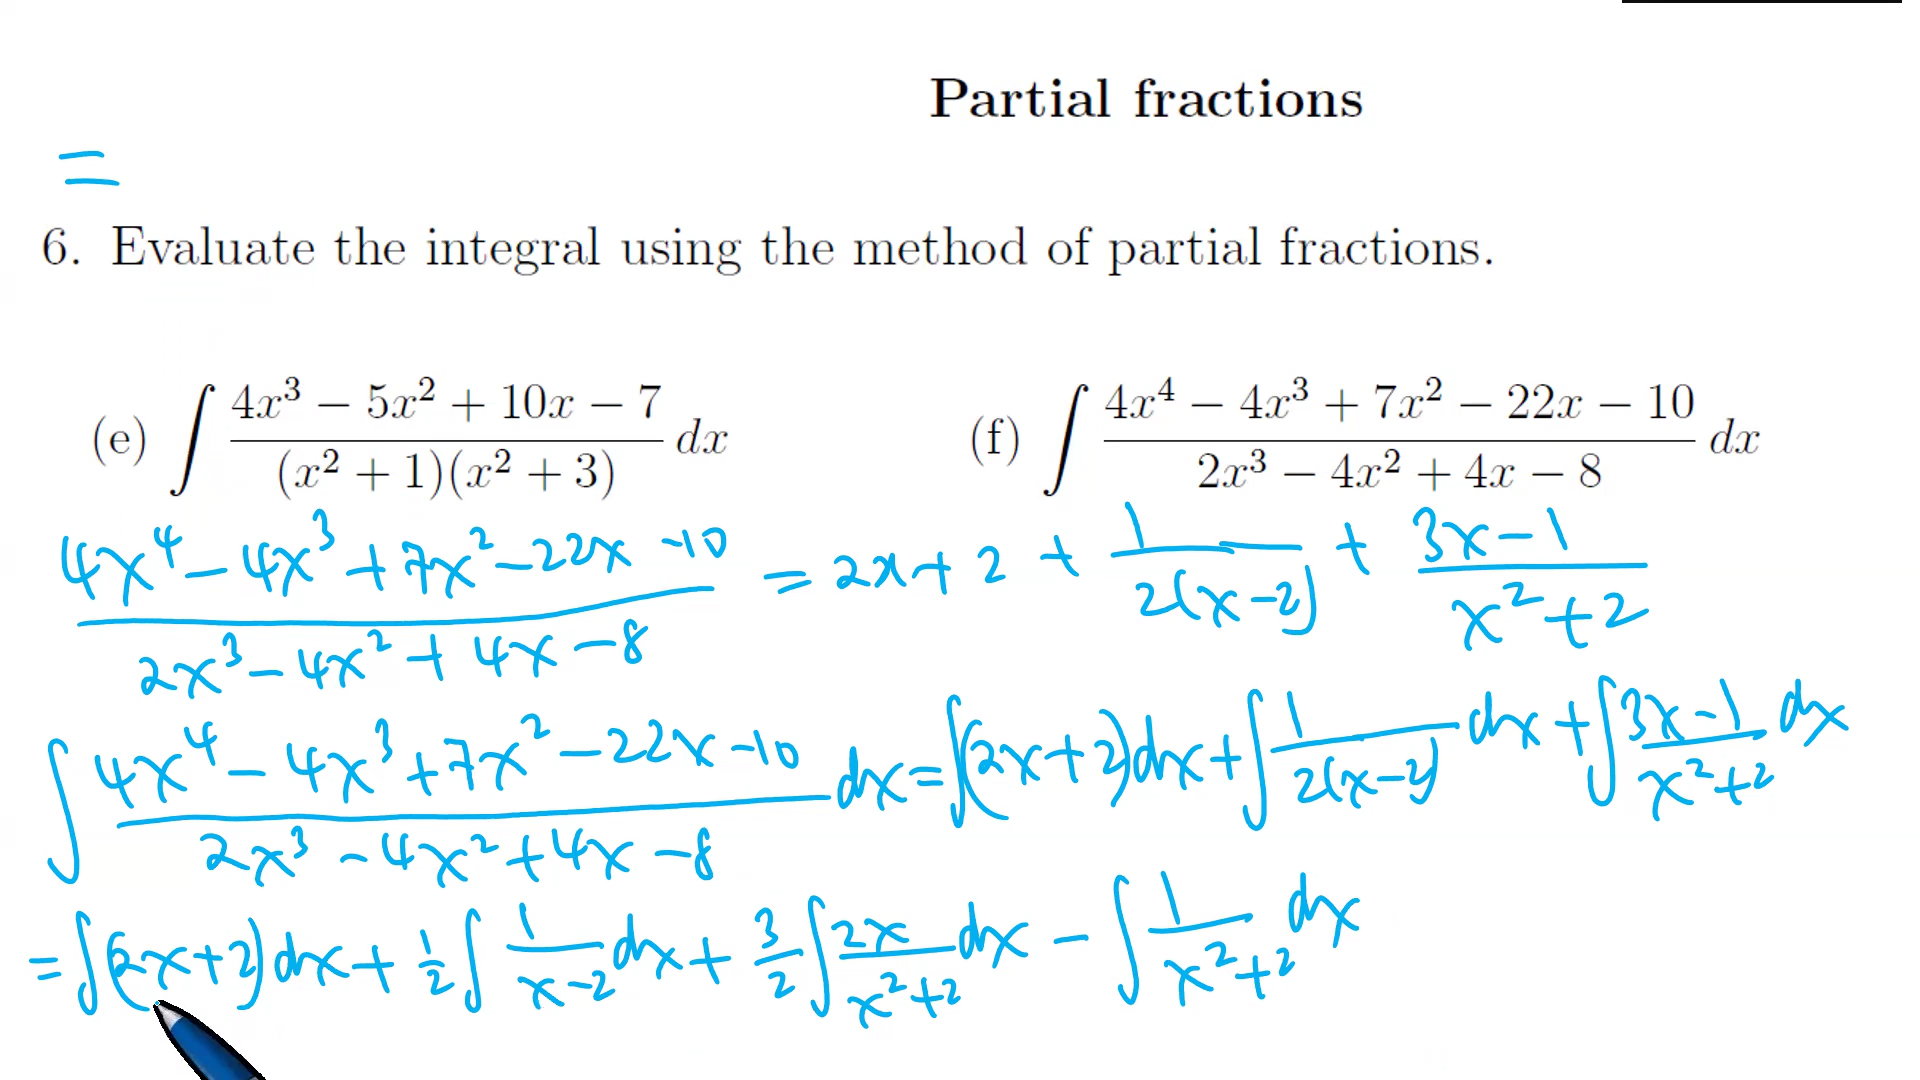 Partial fractions
=
6. Evaluate the integral using the method of partial fractions.
(e) ∫ (4x³ − 5x² + 10x − 7)/((x² + 1)(x² + 3)) dx (f) ∫ (4x⁴ − 4x³ + 7x² − 22x − 10)/(2x³ − 4x² + 4x − 8) dx
(4x⁴ − 4x³ + 7x² − 22x − 10)/(2x³ − 4x² + 4x − 8) = 2x + 2 + 1/(2(x − 2)) + (3x − 1)/(x² + 2)
∫ (4x⁴ − 4x³ + 7x² − 22x − 10)/(2x³ − 4x² + 4x − 8) dx = ∫(2x + 2)dx + ∫ 1/(2(x − 2)) dx + ∫ (3x − 1)/(x² + 2) dx
= ∫(2x + 2)dx + 1/2 ∫ 1/(x − 2) dx + 3/2 ∫ 2x/(x² + 2) dx − ∫ 1/(x² + 2) dx